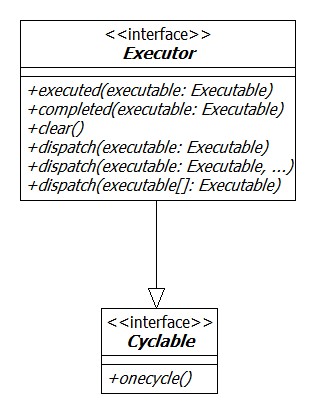 <<interface>>
Executor
+executed(executable: Executable)
+completed(executable: Executable)
+clear()
+dispatch(executable: Executable)
+dispatch(executable: Executable, ...)
+dispatch(executable[]: Executable)
<<interface>>
Cyclable
+onecycle()